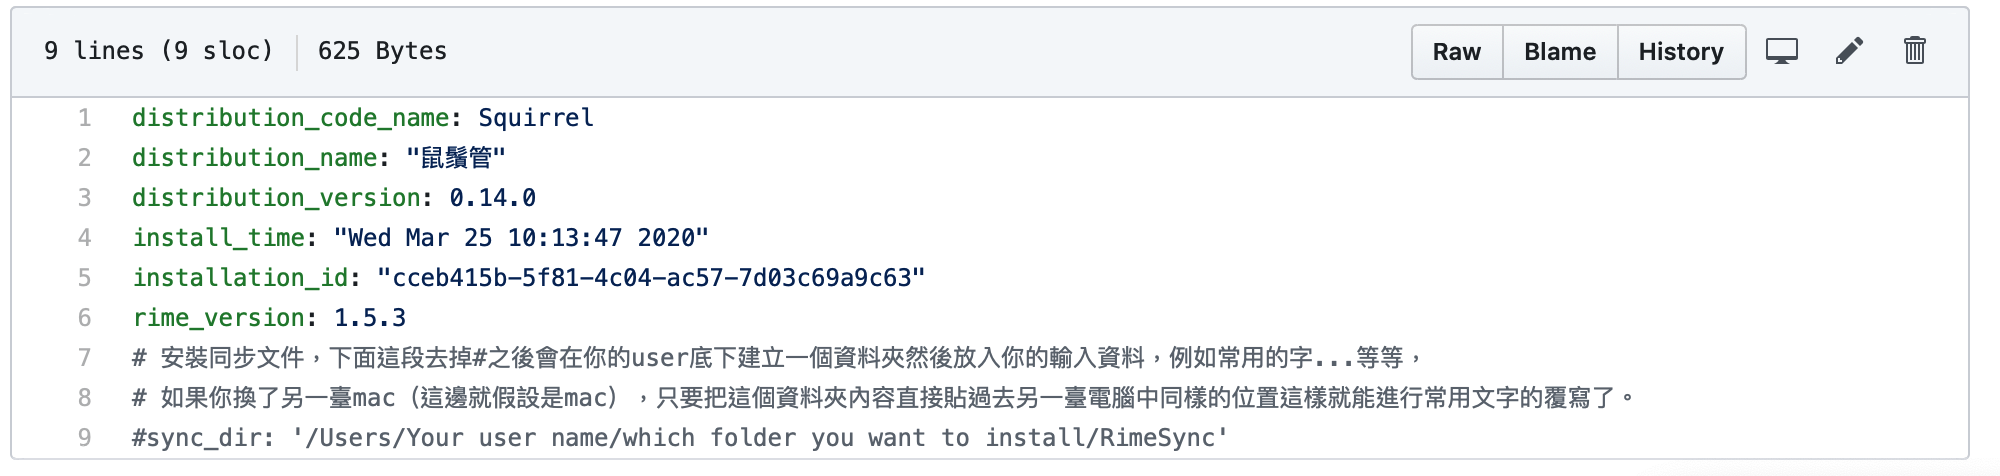 9 lines (9 sloc) 625 Bytes Raw Blame History
1 distribution_code_name: Squirrel
2 distribution_name: "鼠鬚管"
3 distribution_version: 0.14.0
4 install_time: "Wed Mar 25 10:13:47 2020"
5 installation_id: "cceb415b-5f81-4c04-ac57-7d03c69a9c63"
6 rime_version: 1.5.3
7 # 安裝同步文件，下面這段去掉#之後會在你的user底下建立一個資料夾然後放入你的輸入資料，例如常用的字...等等，
8 # 如果你換了另一臺mac（這邊就假設是mac），只要把這個資料夾內容直接貼過去另一臺電腦中同樣的位置這樣就能進行常用文字的覆寫了。
9 #sync_dir: '/Users/Your user name/which folder you want to install/RimeSync'